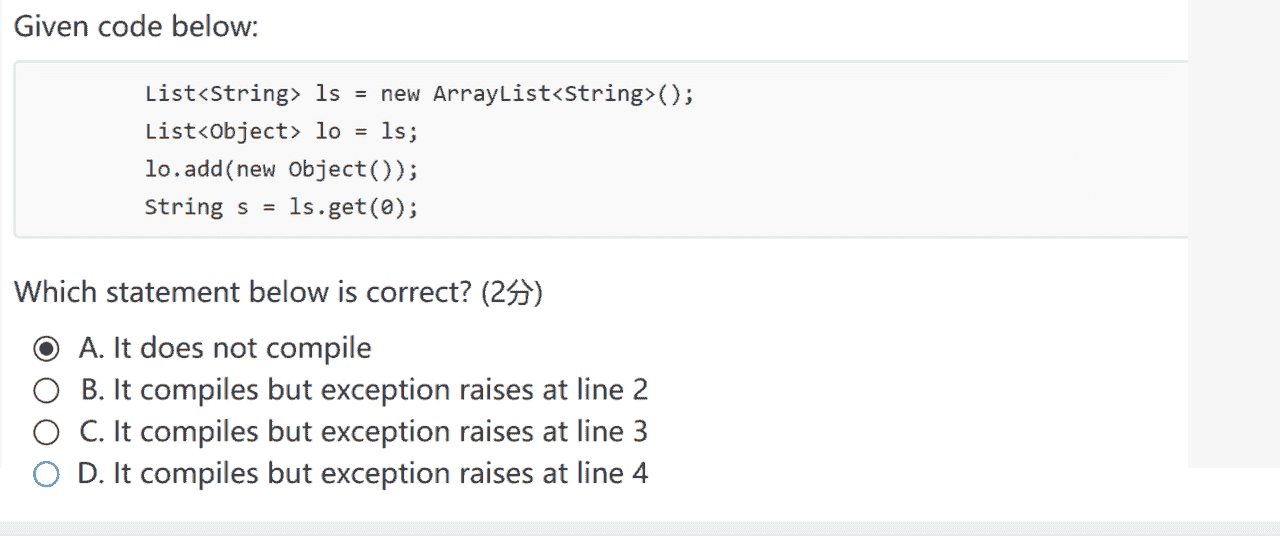 Given code below:
List<String> ls = new ArrayList<String>();
List<Object> lo = ls;
lo.add(new Object());
String s = ls.get(0);
Which statement below is correct? (2分)
A. It does not compile
B. It compiles but exception raises at line 2
C. It compiles but exception raises at line 3
D. It compiles but exception raises at line 4